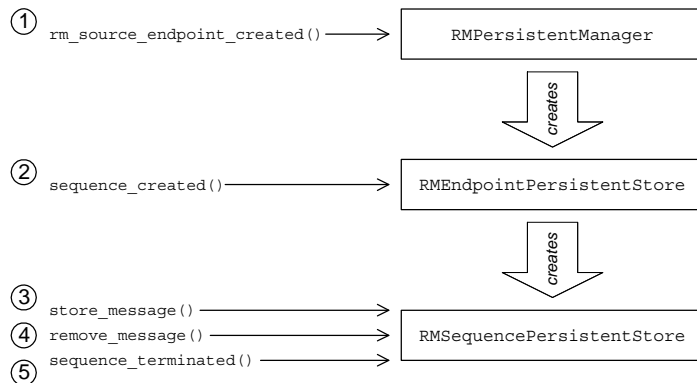 1
rm_source_endpoint_created()
RMPersistentManager
creates
2
sequence_created()
RMEndpointPersistentStore
creates
3
store_message()
4
remove_message()
RMSequencePersistentStore
sequence_terminated()
5